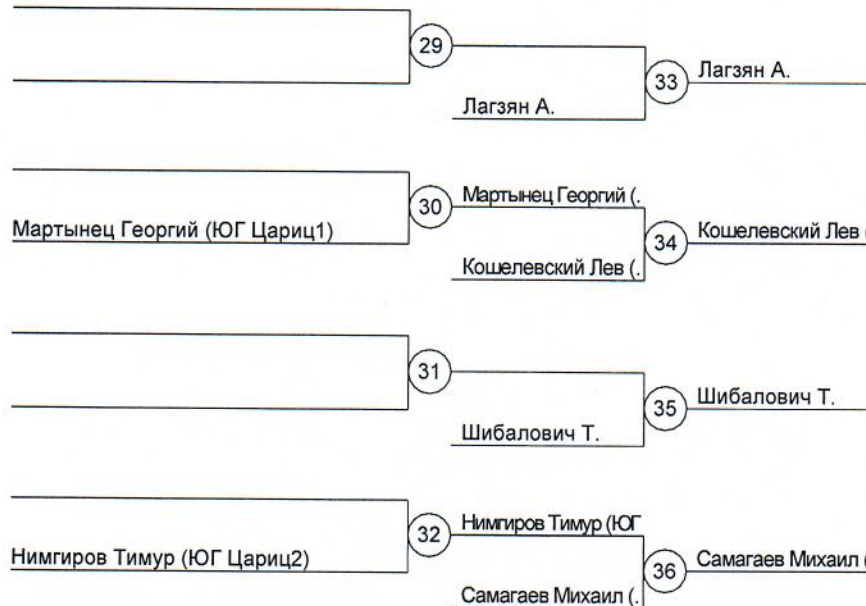 29
33
Лагзян А.
Лагзян А.
30
Мартынец Георгий (.
Мартынец Георгий (ЮГ Цариц1)
34
Кошелевский Лев (
Кошелевский Лев (.
31
35
Шибалович Т.
Шибалович Т.
32
Нимгиров Тимур (ЮГ
Нимгиров Тимур (ЮГ Цариц2)
36
Самагаев Михаил (
Самагаев Михаил (.